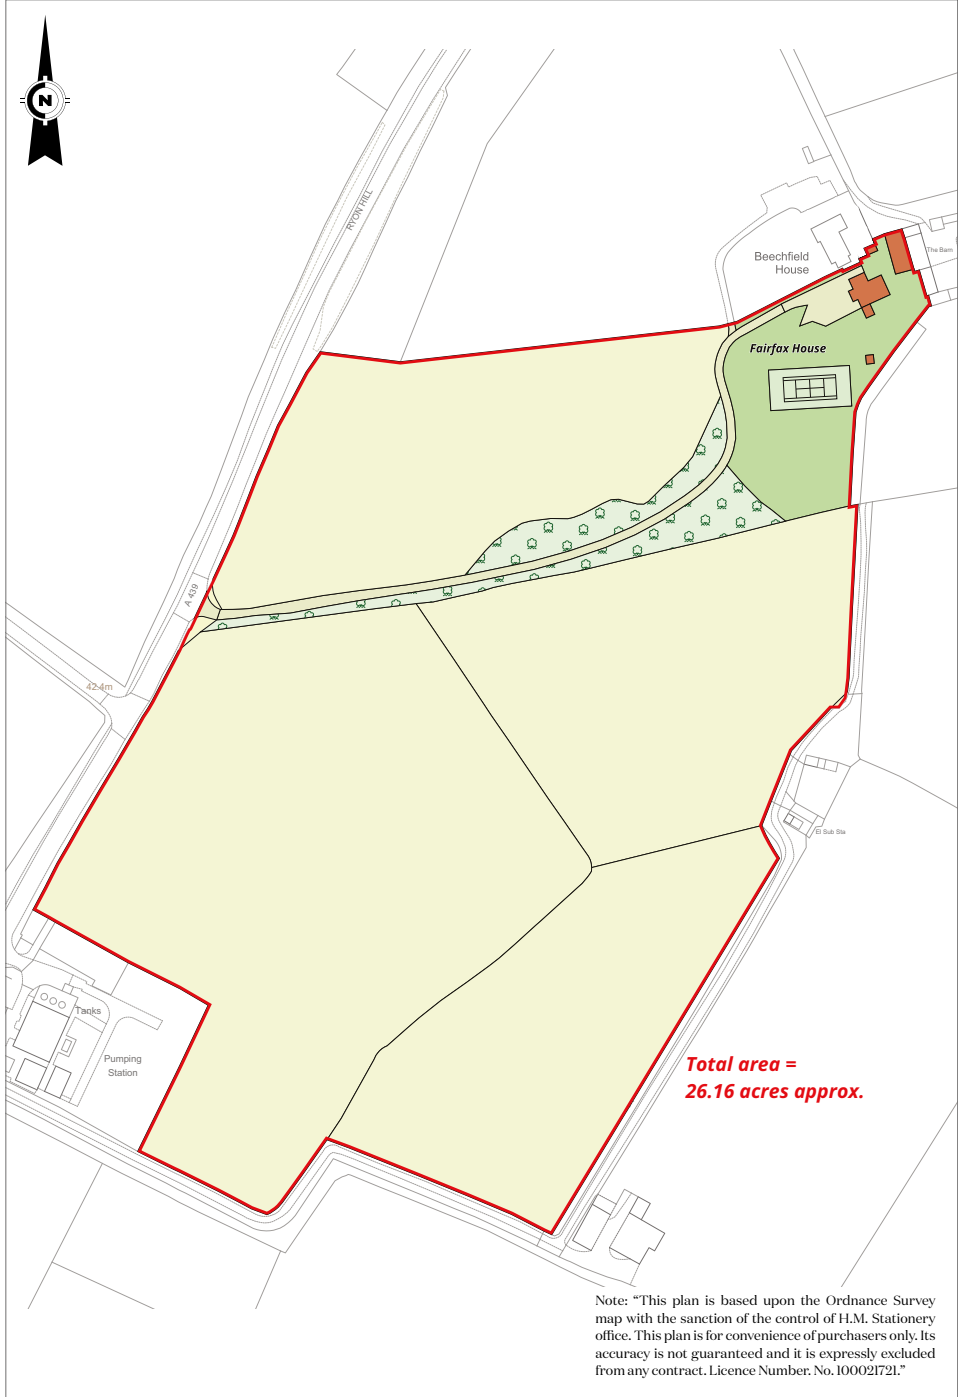 N
RYON HILL
Beechfield
House
The Barn
Fairfax House
A 439
42.4m
El Sub Sta
Tanks
Pumping
Station
Total area =
26.16 acres approx.
Note: “This plan is based upon the Ordnance Survey
map with the sanction of the control of H.M. Stationery
office. This plan is for convenience of purchasers only. Its
accuracy is not guaranteed and it is expressly excluded
from any contract. Licence Number. No. 100021721.”